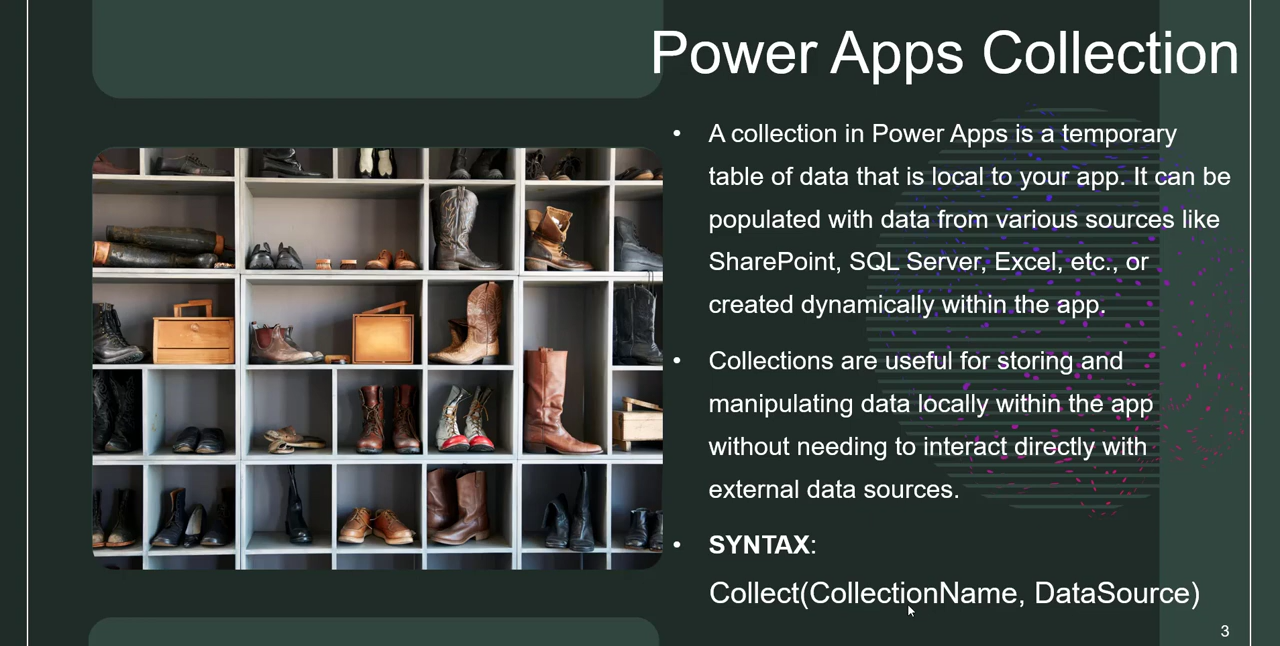 Power Apps Collection
• A collection in Power Apps is a temporary
table of data that is local to your app. It can be
populated with data from various sources like
SharePoint, SQL Server, Excel, etc., or
created dynamically within the app.
• Collections are useful for storing and
manipulating data locally within the app
without needing to interact directly with
external data sources.
• SYNTAX:
Collect(CollectionName, DataSource)
3